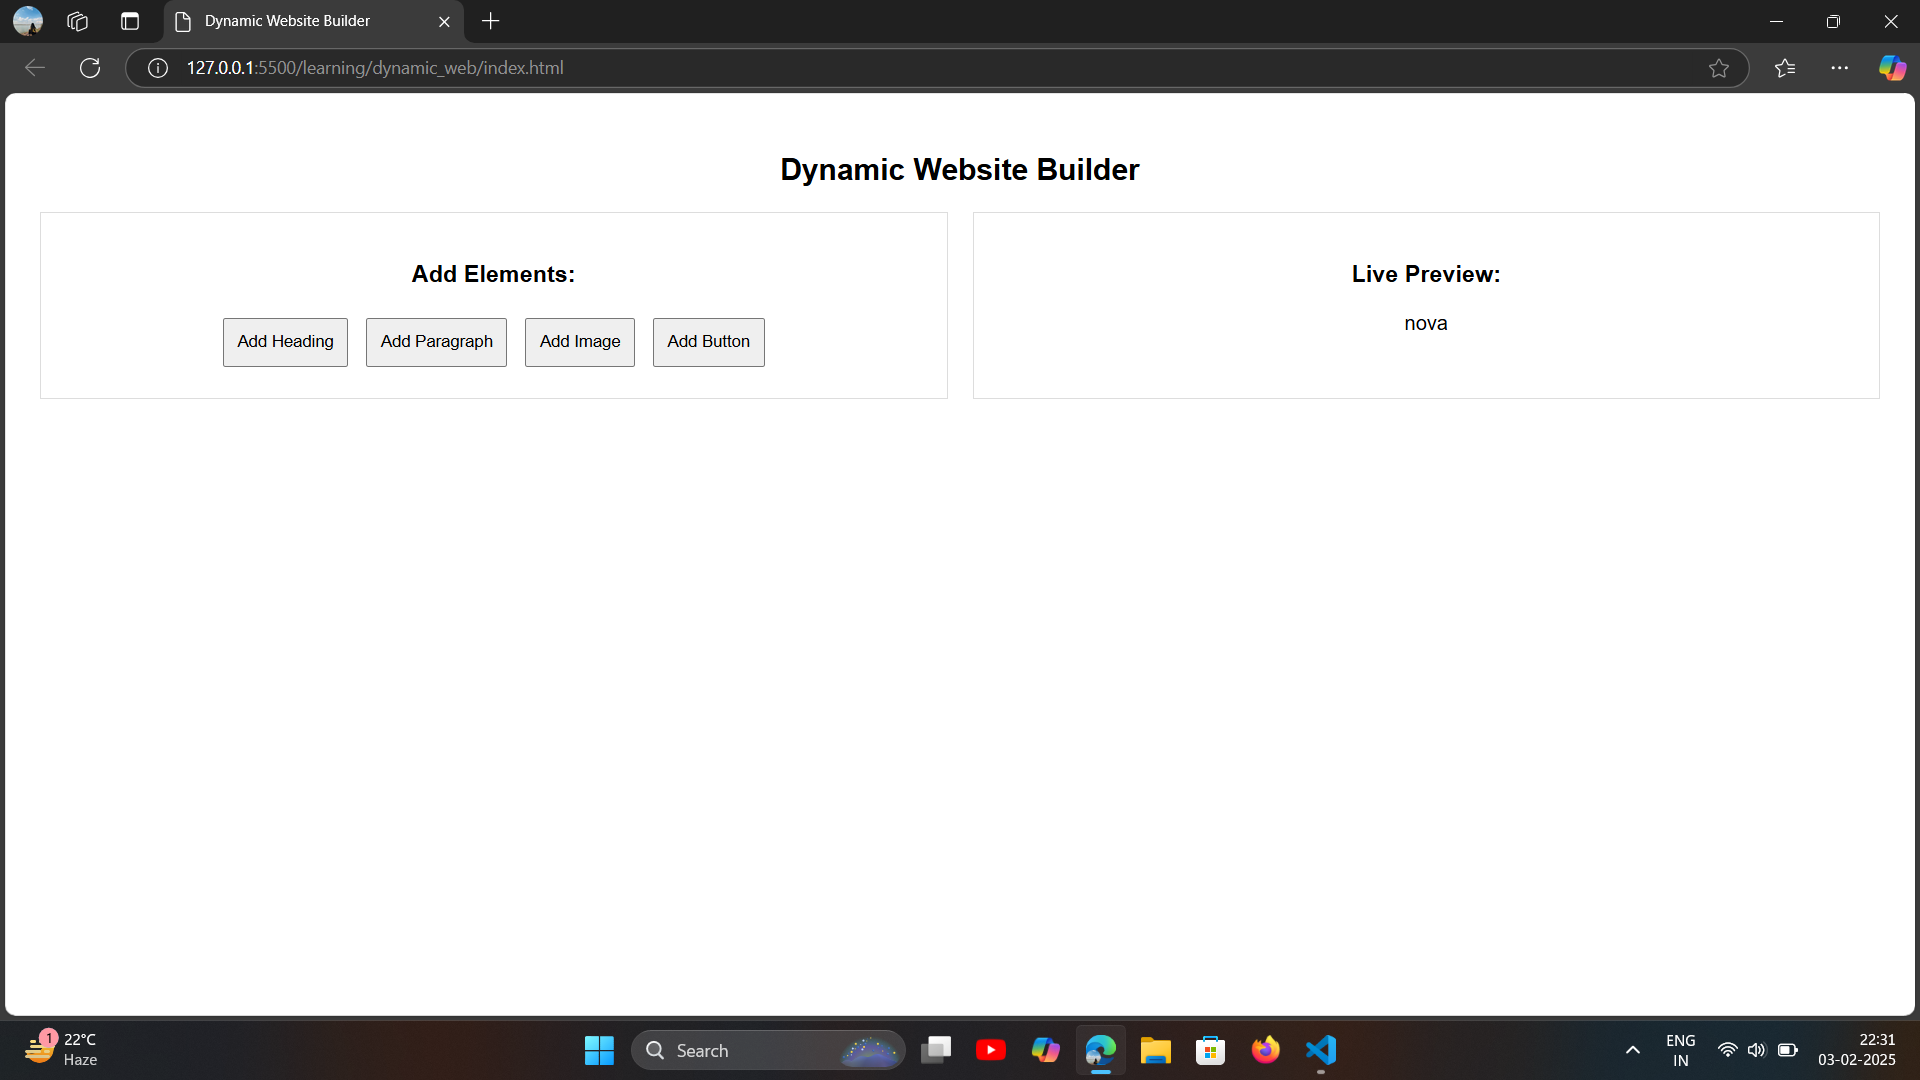 Dynamic Website Builder
127.0.0.1:5500/learning/dynamic_web/index.html
Dynamic Website Builder
Add Elements:
Add Heading Add Paragraph Add Image Add Button
Live Preview:
nova
1
22°C
Haze
Search
ENG
IN
22:31
03-02-2025